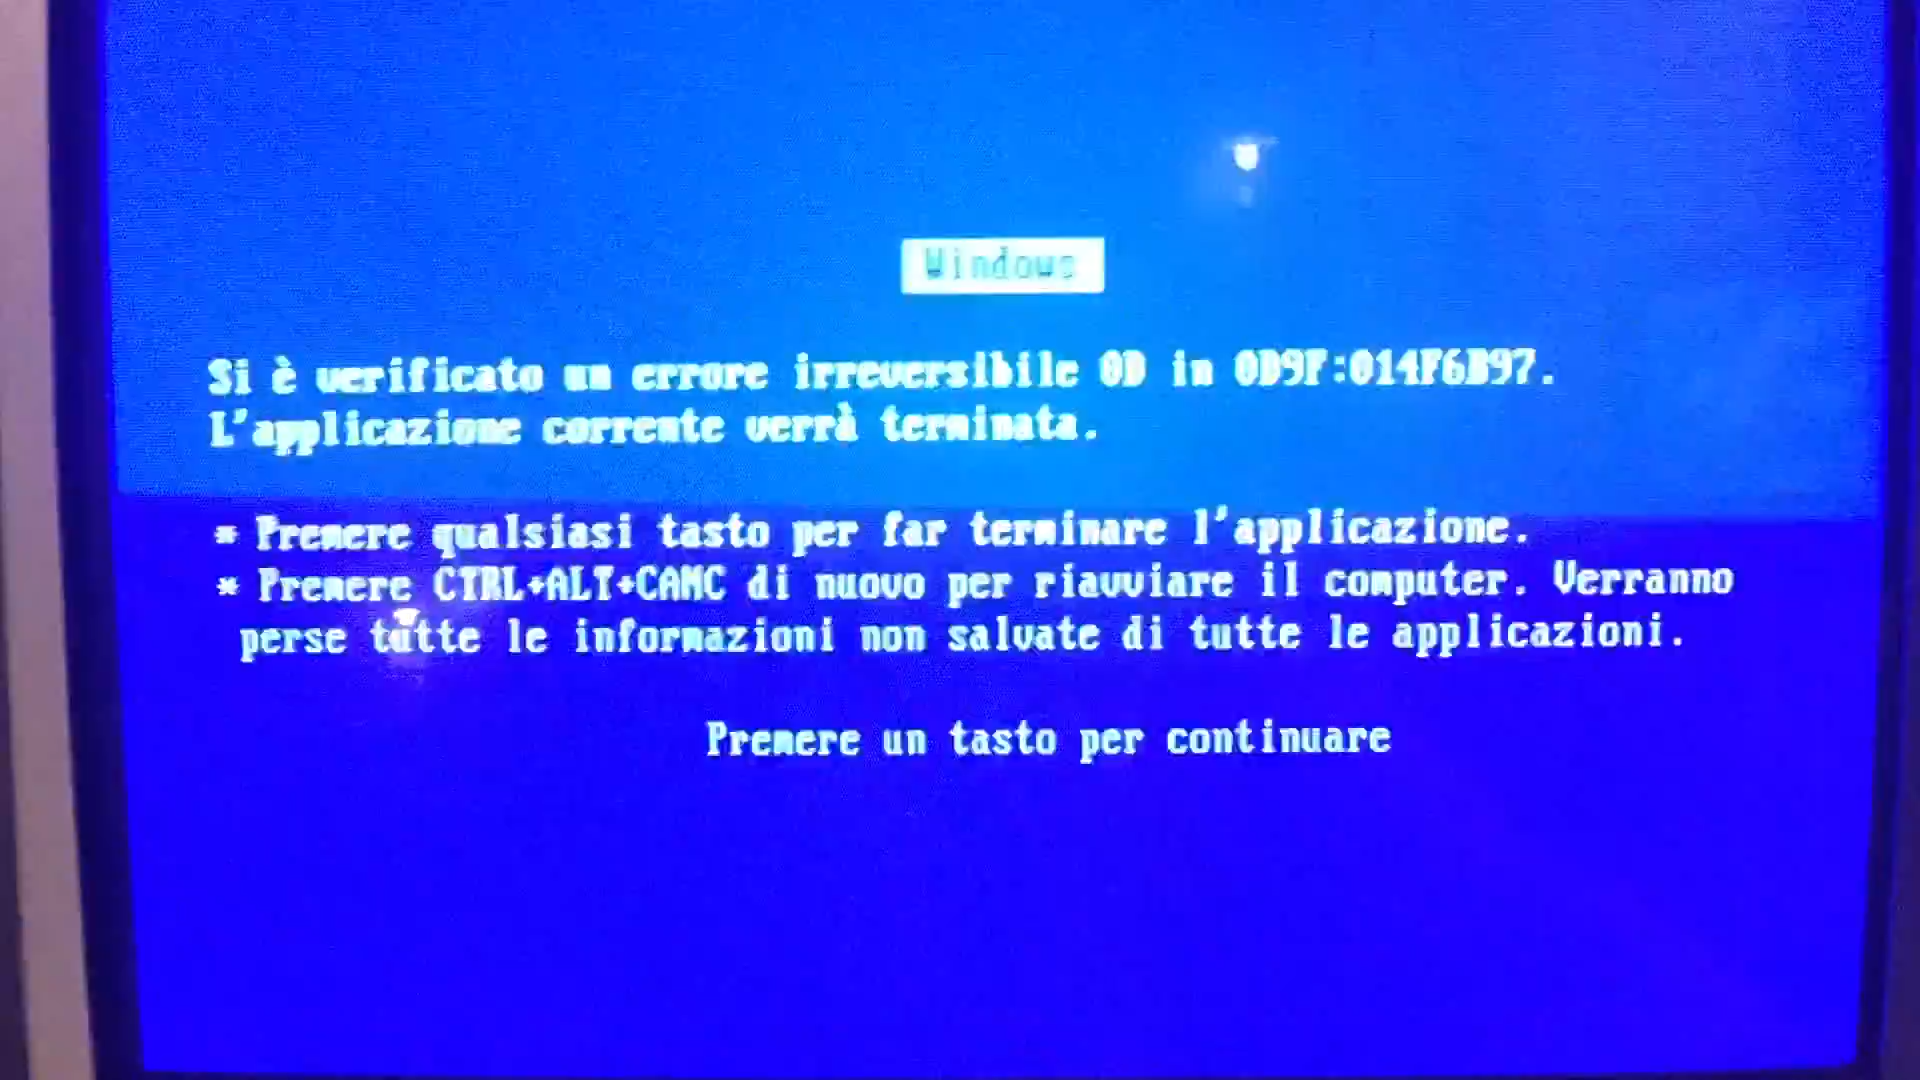 Windows
Si è verificato un errore irreversibile 0D in 0D9F:014F6B97.
L'applicazione corrente verrà terminata.
* Premere qualsiasi tasto per far terminare l'applicazione.
* Premere CTRL+ALT+CANC di nuovo per riavviare il computer. Verranno
perse tutte le informazioni non salvate di tutte le applicazioni.
Premere un tasto per continuare